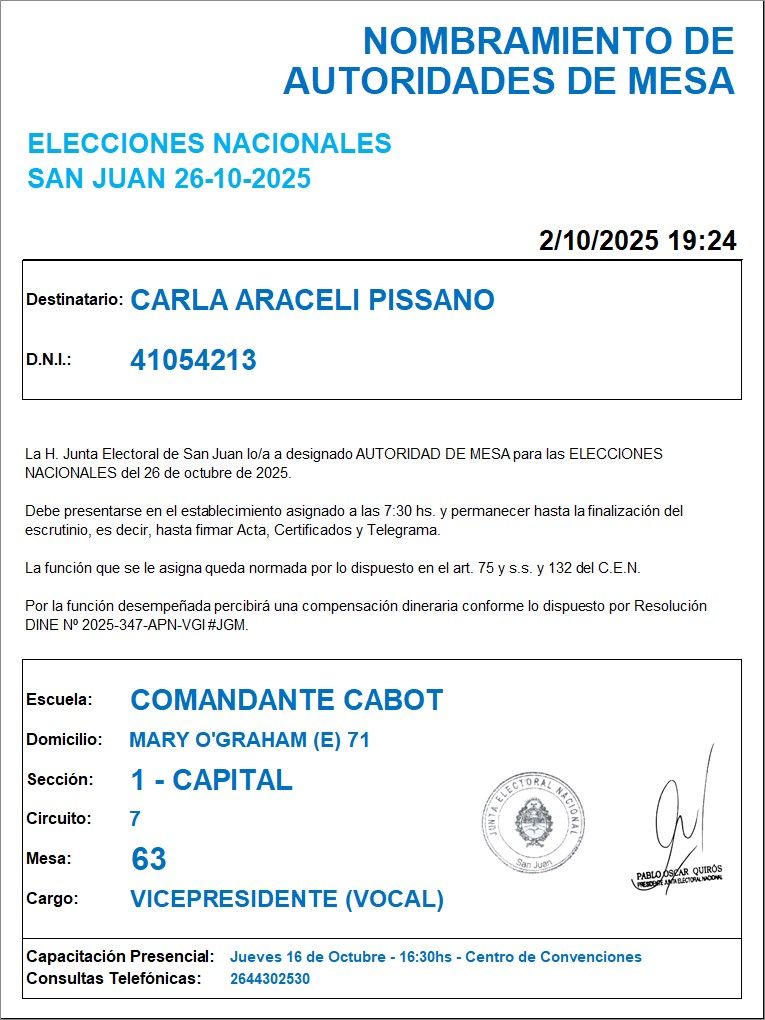 NOMBRAMIENTO DE
AUTORIDADES DE MESA
ELECCIONES NACIONALES
SAN JUAN 26-10-2025
2/10/2025 19:24
Destinatario: CARLA ARACELI PISSANO
D.N.I.: 41054213
La H. Junta Electoral de San Juan lo/a a designado AUTORIDAD DE MESA para las ELECCIONES
NACIONALES del 26 de octubre de 2025.
Debe presentarse en el establecimiento asignado a las 7:30 hs. y permanecer hasta la finalización del
escrutinio, es decir, hasta firmar Acta, Certificados y Telegrama.
La función que se le asigna queda normada por lo dispuesto en el art. 75 y s.s. y 132 del C.E.N.
Por la función desempeñada percibirá una compensación dineraria conforme lo dispuesto por Resolución
DINE Nº 2025-347-APN-VGI#JGM.
Escuela: COMANDANTE CABOT
Domicilio: MARY O'GRAHAM (E) 71
Sección: 1 - CAPITAL
Circuito: 7
Mesa: 63
Cargo: VICEPRESIDENTE (VOCAL)
JUNTA ELECTORAL NACIONAL
San Juan
PABLO OSCAR QUIRÓS
PRESIDENTE JUNTA ELECTORAL NACIONAL
Capacitación Presencial: Jueves 16 de Octubre - 16:30hs - Centro de Convenciones
Consultas Telefónicas: 2644302530